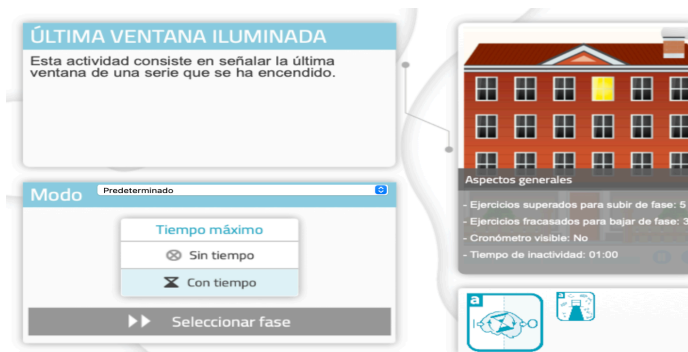 ÚLTIMA VENTANA ILUMINADA
Esta actividad consiste en señalar la última
ventana de una serie que se ha encendido.
Modo
Predeterminado
Tiempo máximo
Sin tiempo
Con tiempo
Seleccionar fase
Aspectos generales
- Ejercicios superados para subir de fase: 5
- Ejercicios fracasados para bajar de fase: 3
- Cronómetro visible: No
- Tiempo de inactividad: 01:00
a
I
O
a